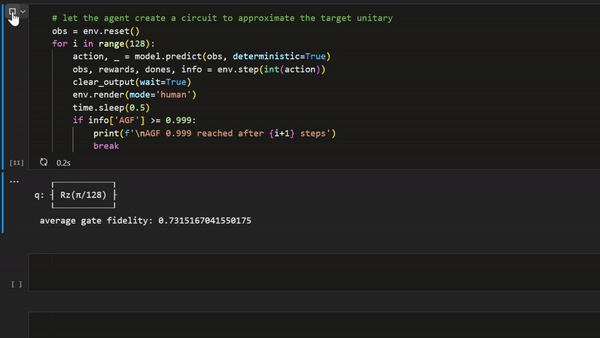 # let the agent create a circuit to approximate the target unitary
obs = env.reset()
for i in range(128):
    action, _ = model.predict(obs, deterministic=True)
    obs, rewards, dones, info = env.step(int(action))
    clear_output(wait=True)
    env.render(mode='human')
    time.sleep(0.5)
    if info['AGF'] >= 0.999:
        print(f'\nAGF 0.999 reached after {i+1} steps')
        break
[11] 0.2s
...
q: ┤ Rz(π/128) ├
average gate fidelity: 0.7315167041550175
[ ]